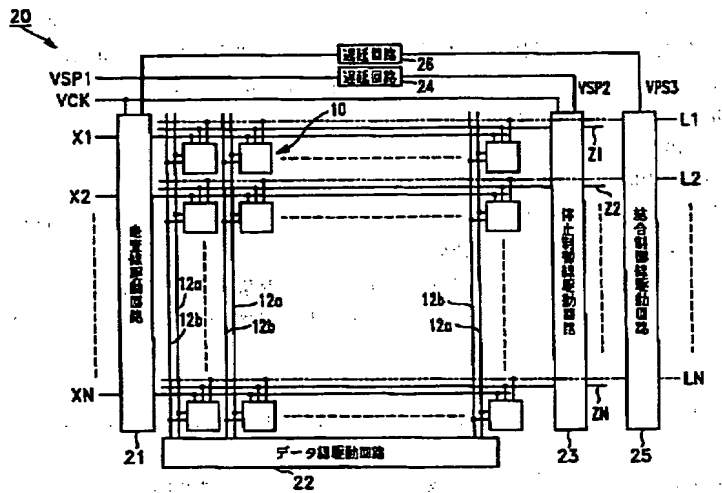 20
遅延回路
26
VSP1
遅延回路
24
VSP2
VPS3
VCK
10
L1
X1
Z1
L2
X2
Z2
走査線駆動回路
停止制御線駆動回路
結合制御線駆動回路
12a
12b
12a
12b
12b
12a
LN
XN
ZN
21
データ線駆動回路
22
23
25